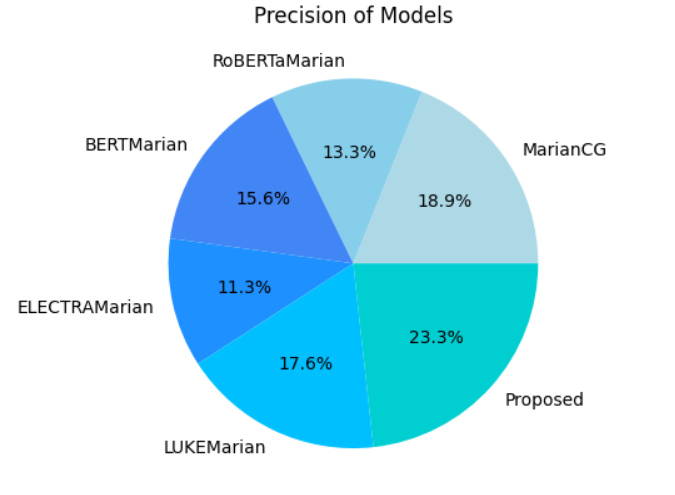 Precision of Models
RoBERTaMarian
BERTMarian
MarianCG
13.3%
15.6%
18.9%
11.3%
ELECTRAMarian
23.3%
17.6%
Proposed
LUKEMarian